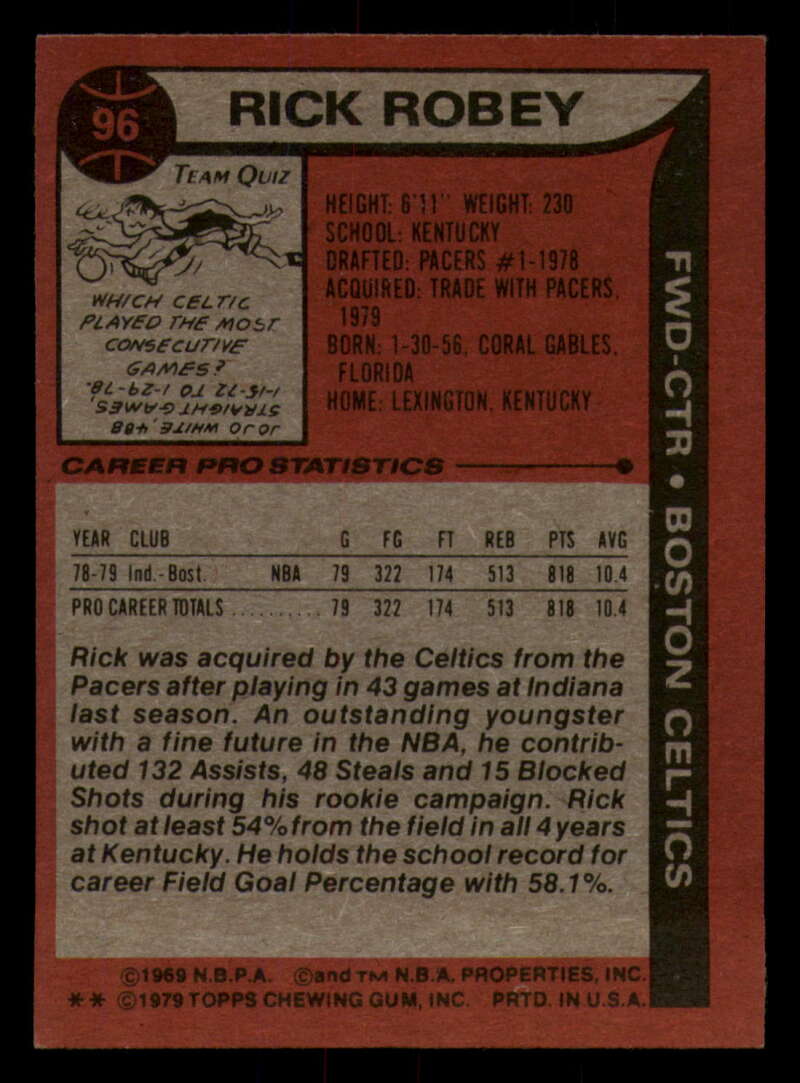 96
RICK ROBEY
TEAM QUIZ
WHICH CELTIC
PLAYED THE MOST
CONSECUTIVE
GAMES?
JO JO WHITE, 488
STRAIGHT GAMES,
1-15-72 TO 1-29-78.
HEIGHT: 6'11" WEIGHT: 230
SCHOOL: KENTUCKY
DRAFTED: PACERS #1-1978
ACQUIRED: TRADE WITH PACERS,
1979
BORN: 1-30-56, CORAL GABLES,
FLORIDA
HOME: LEXINGTON, KENTUCKY
FWD-CTR • BOSTON CELTICS
CAREER PRO STATISTICS
YEAR CLUB G FG FT REB PTS AVG
78-79 Ind.-Bost. NBA 79 322 174 513 818 10.4
PRO CAREER TOTALS .......... 79 322 174 513 818 10.4
Rick was acquired by the Celtics from the
Pacers after playing in 43 games at Indiana
last season. An outstanding youngster
with a fine future in the NBA, he contrib-
uted 132 Assists, 48 Steals and 15 Blocked
Shots during his rookie campaign. Rick
shot at least 54% from the field in all 4 years
at Kentucky. He holds the school record for
career Field Goal Percentage with 58.1%.
©1969 N.B.P.A. ©and TM N.B.A. PROPERTIES, INC.
** ©1979 TOPPS CHEWING GUM, INC. PRTD. IN U.S.A.